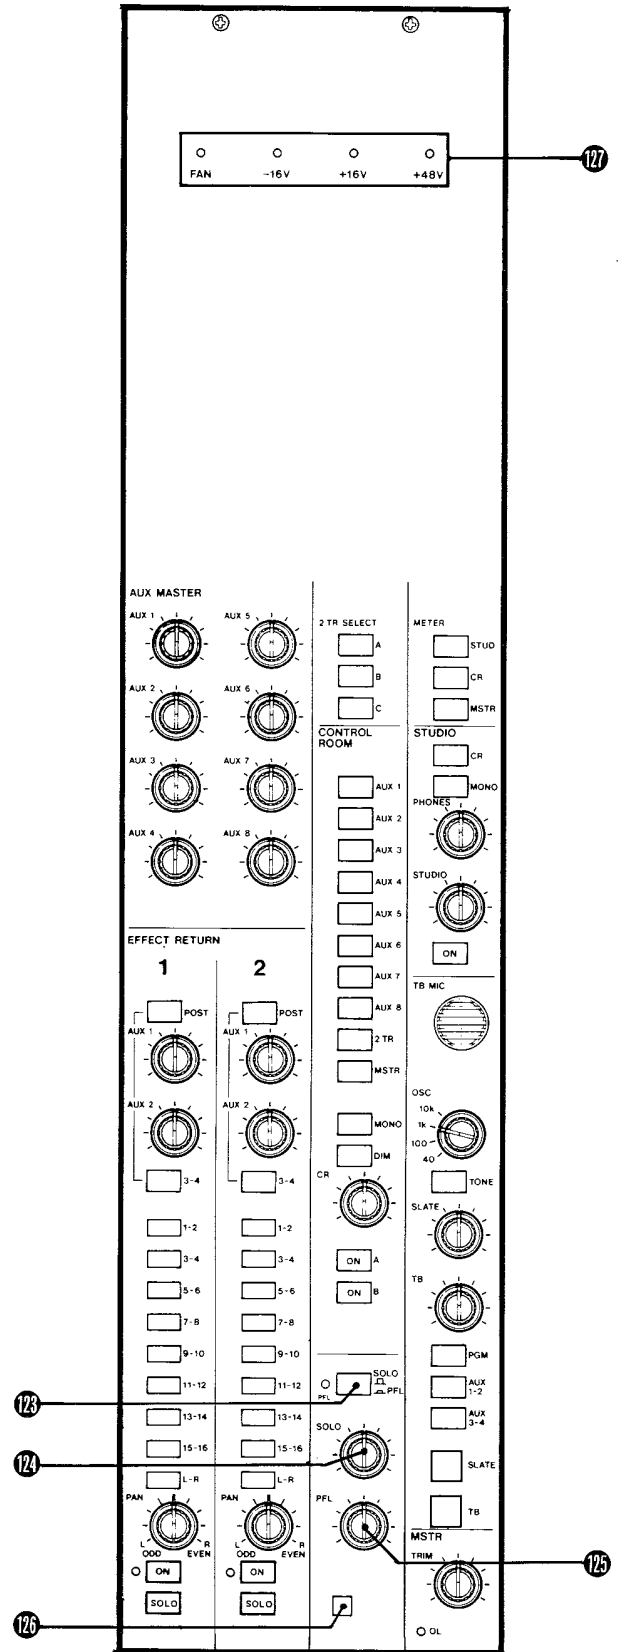 FAN -16V +16V +48V
127
AUX MASTER
AUX 1 AUX 5
AUX 2 AUX 6
AUX 3 AUX 7
AUX 4 AUX 8
EFFECT RETURN
1
POST
AUX 1
AUX 2
3-4
1-2
3-4
5-6
7-8
9-10
11-12
13-14
15-16
L-R
PAN
L R
ODD EVEN
ON
SOLO
2
POST
AUX 1
AUX 2
3-4
1-2
3-4
5-6
7-8
9-10
11-12
13-14
15-16
L-R
PAN
L R
ODD EVEN
ON
SOLO
2 TR SELECT
A
B
C
CONTROL
ROOM
AUX 1
AUX 2
AUX 3
AUX 4
AUX 5
AUX 6
AUX 7
AUX 8
2 TR
MSTR
MONO
DIM
CR
ON A
ON B
SOLO
PFL PFL
123
SOLO
124
PFL
125
126
METER
STUD
CR
MSTR
STUDIO
CR
MONO
PHONES
STUDIO
ON
TB MIC
OSC
10k
1k
100
40
TONE
SLATE
TB
PGM
AUX
1-2
AUX
3-4
SLATE
TB
MSTR
TRIM
OL